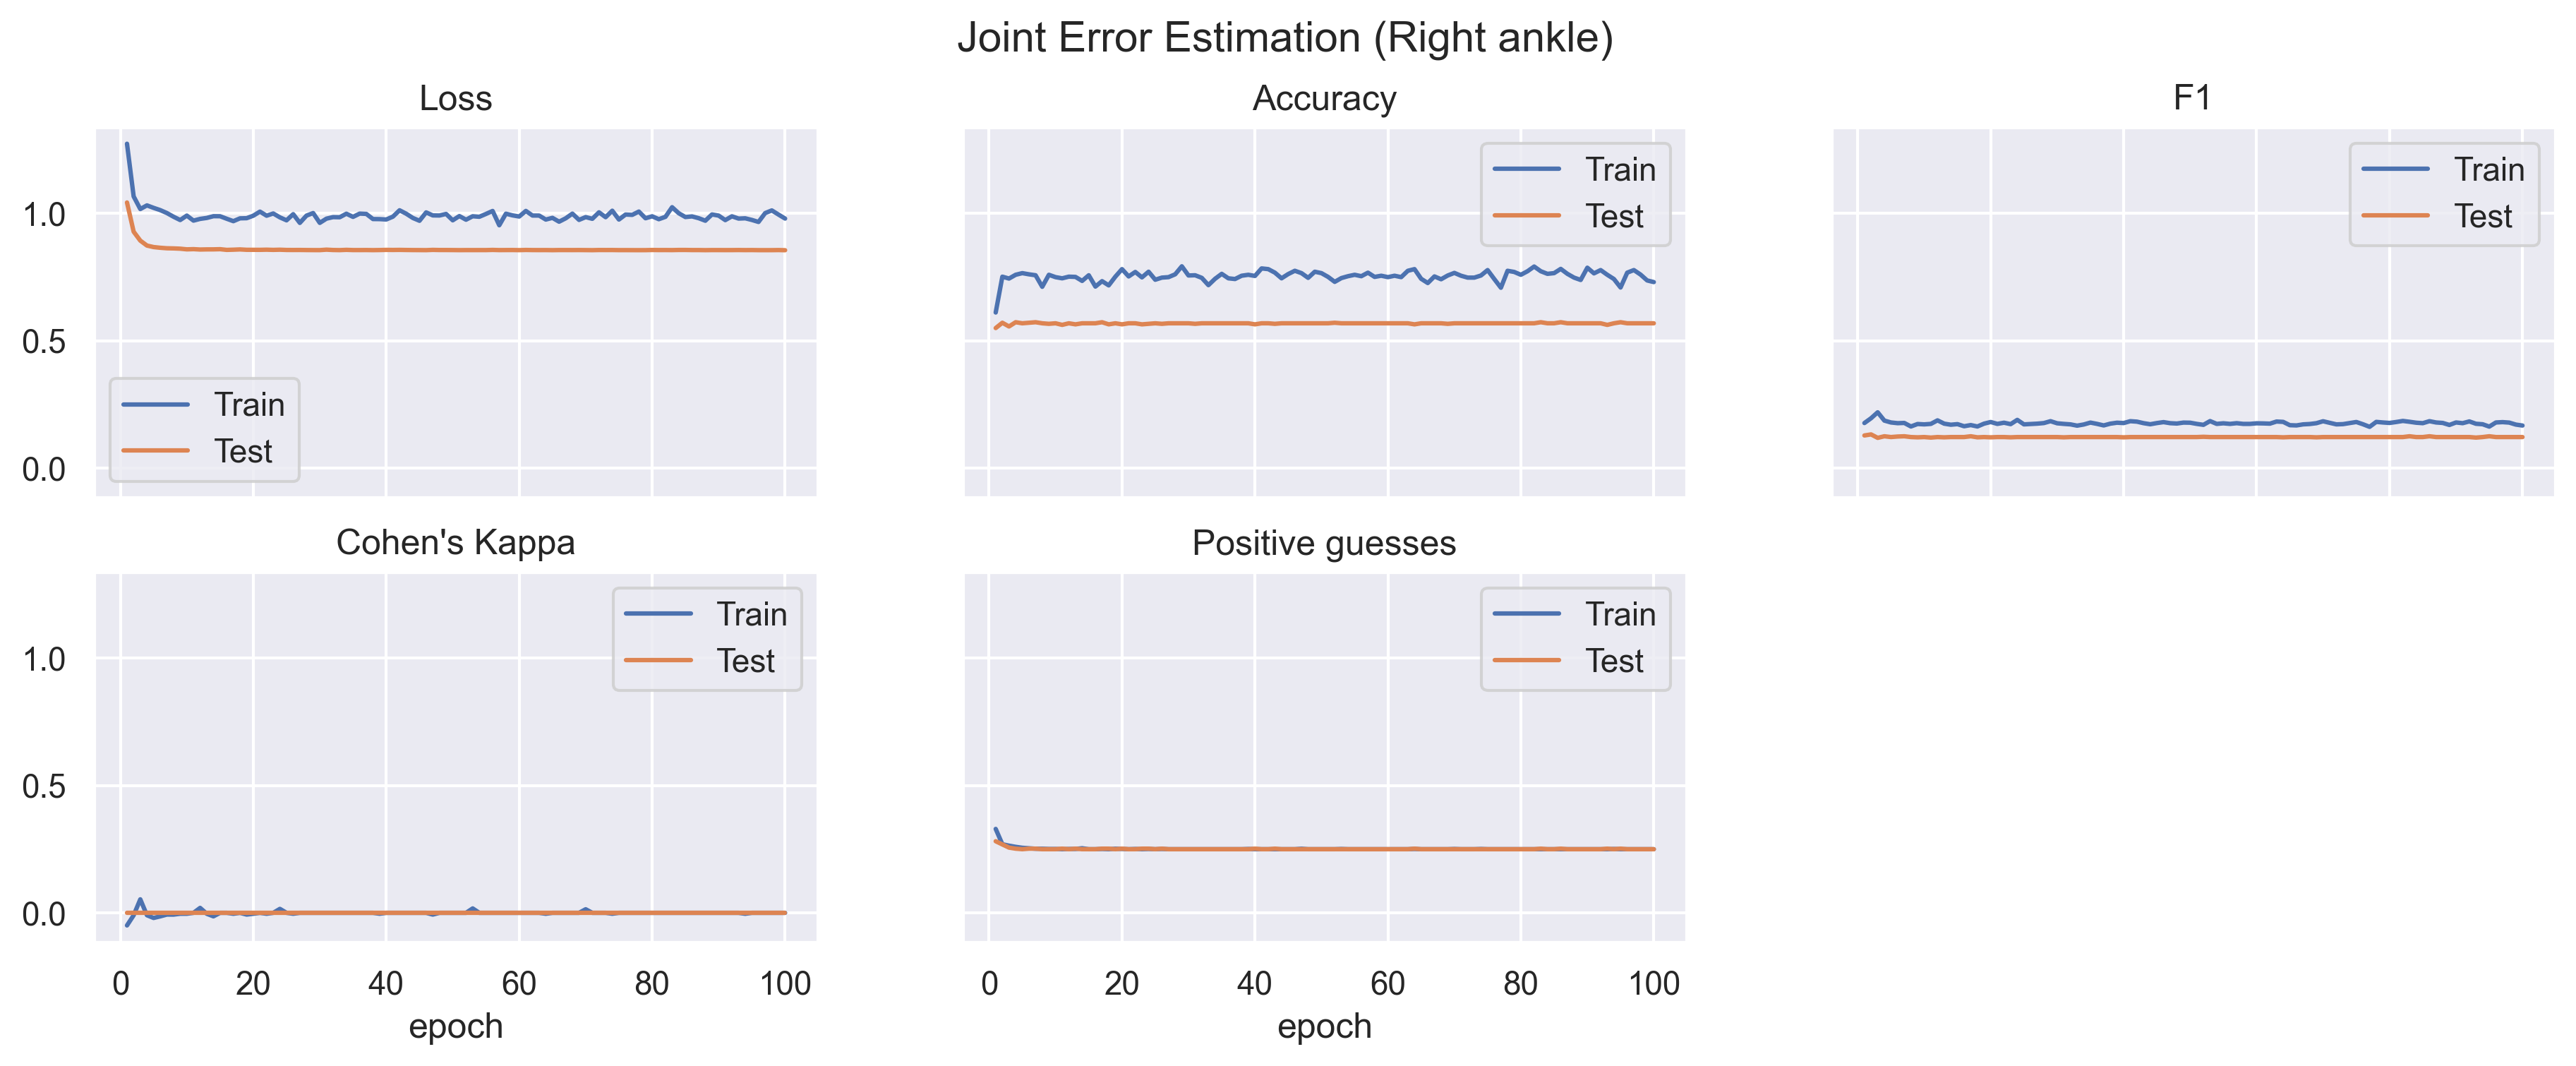 Joint Error Estimation (Right ankle)
Loss
Accuracy
F1
1.0
0.5
0.0
Train
Test
Train
Test
Train
Test
Cohen's Kappa
Positive guesses
1.0
0.5
0.0
Train
Test
Train
Test
0 20 40 60 80 100
0 20 40 60 80 100
epoch
epoch